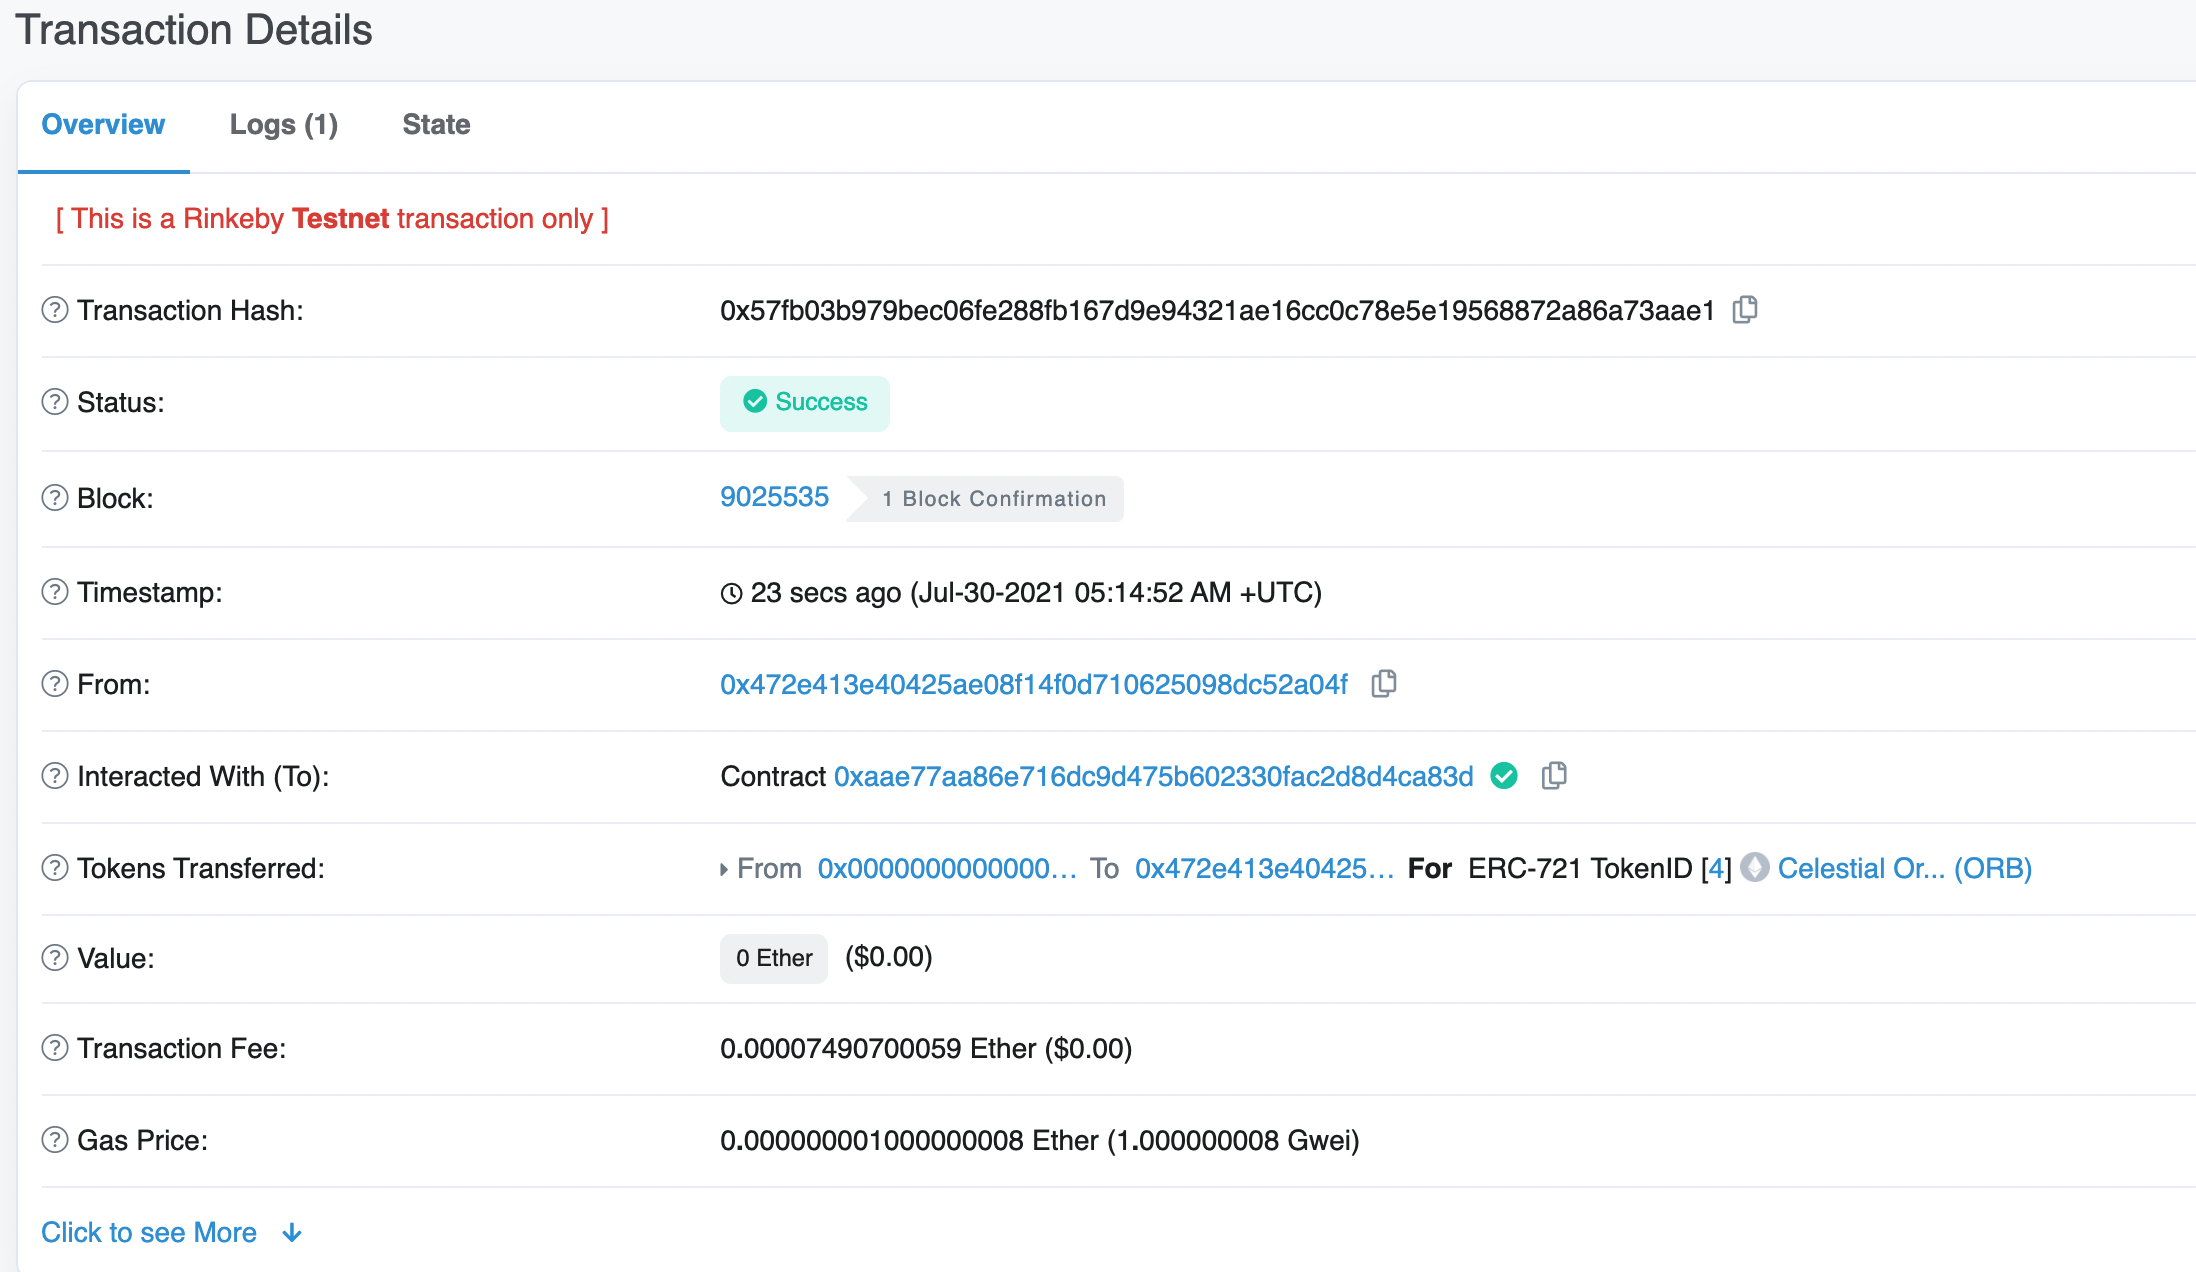 Transaction Details
Overview Logs (1) State
[ This is a Rinkeby Testnet transaction only ]
Transaction Hash: 0x57fb03b979bec06fe288fb167d9e94321ae16cc0c78e5e19568872a86a73aae1
Status: Success
Block: 9025535 1 Block Confirmation
Timestamp: 23 secs ago (Jul-30-2021 05:14:52 AM +UTC)
From: 0x472e413e40425ae08f14f0d710625098dc52a04f
Interacted With (To): Contract 0xaae77aa86e716dc9d475b602330fac2d8d4ca83d
Tokens Transferred: From 0x0000000000000... To 0x472e413e40425... For ERC-721 TokenID [4] Celestial Or... (ORB)
Value: 0 Ether ($0.00)
Transaction Fee: 0.00007490700059 Ether ($0.00)
Gas Price: 0.000000001000000008 Ether (1.000000008 Gwei)
Click to see More